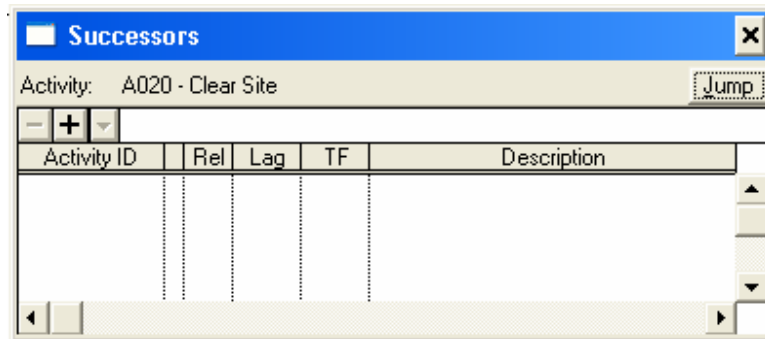 Successors
Activity: A020 - Clear Site Jump
Activity ID Rel Lag TF Description